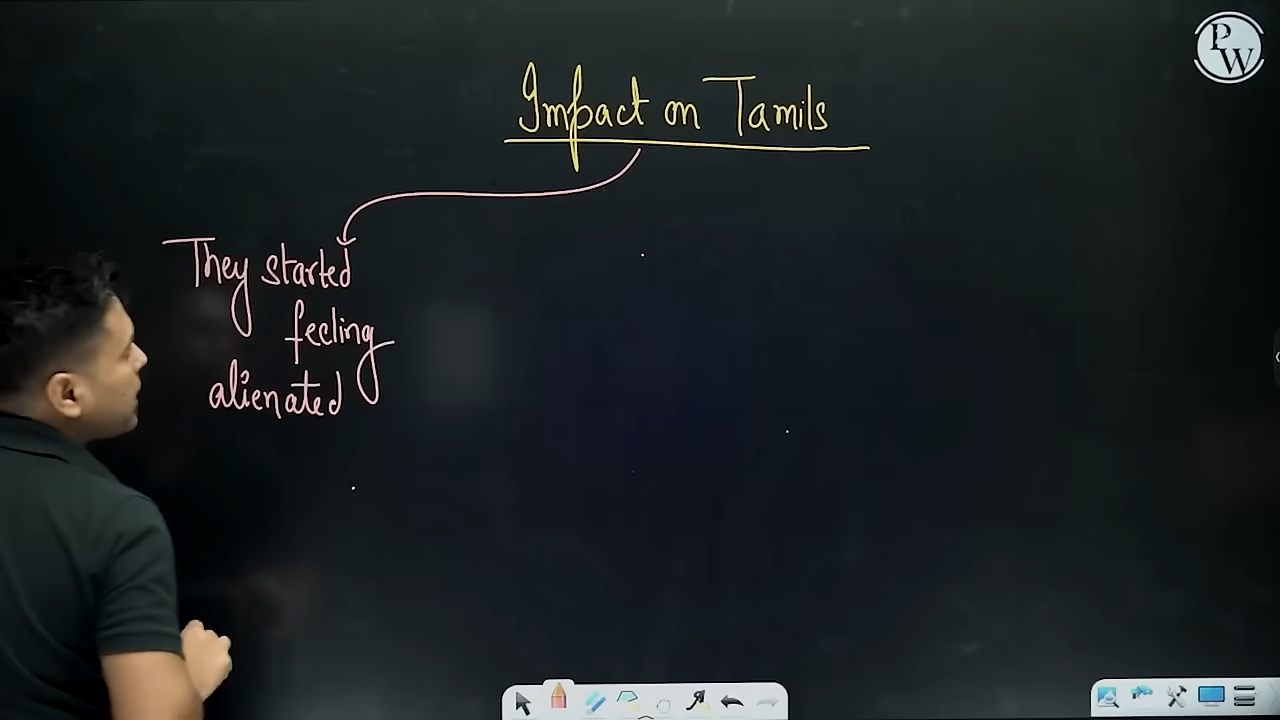 PW
Impact on Tamils
They started
feeling
alienated